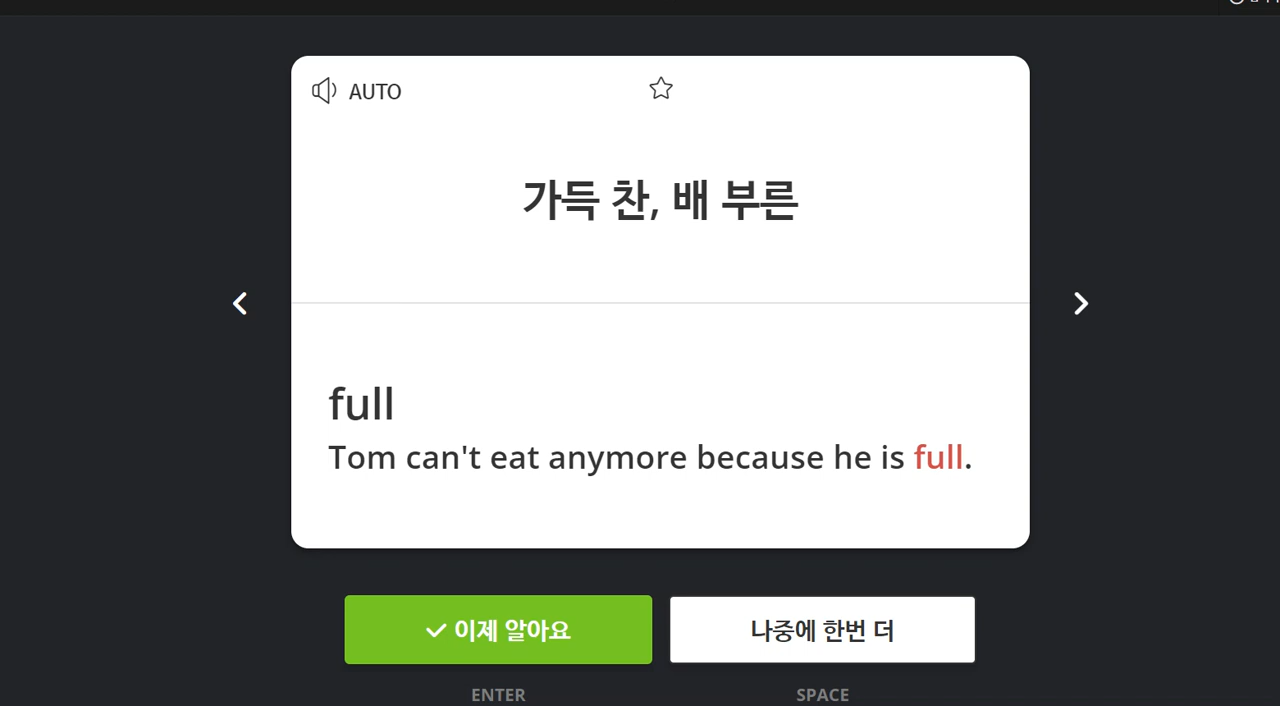 AUTO
가득 찬, 배 부른
full
Tom can't eat anymore because he is full.
이제 알아요
나중에 한번 더
ENTER
SPACE